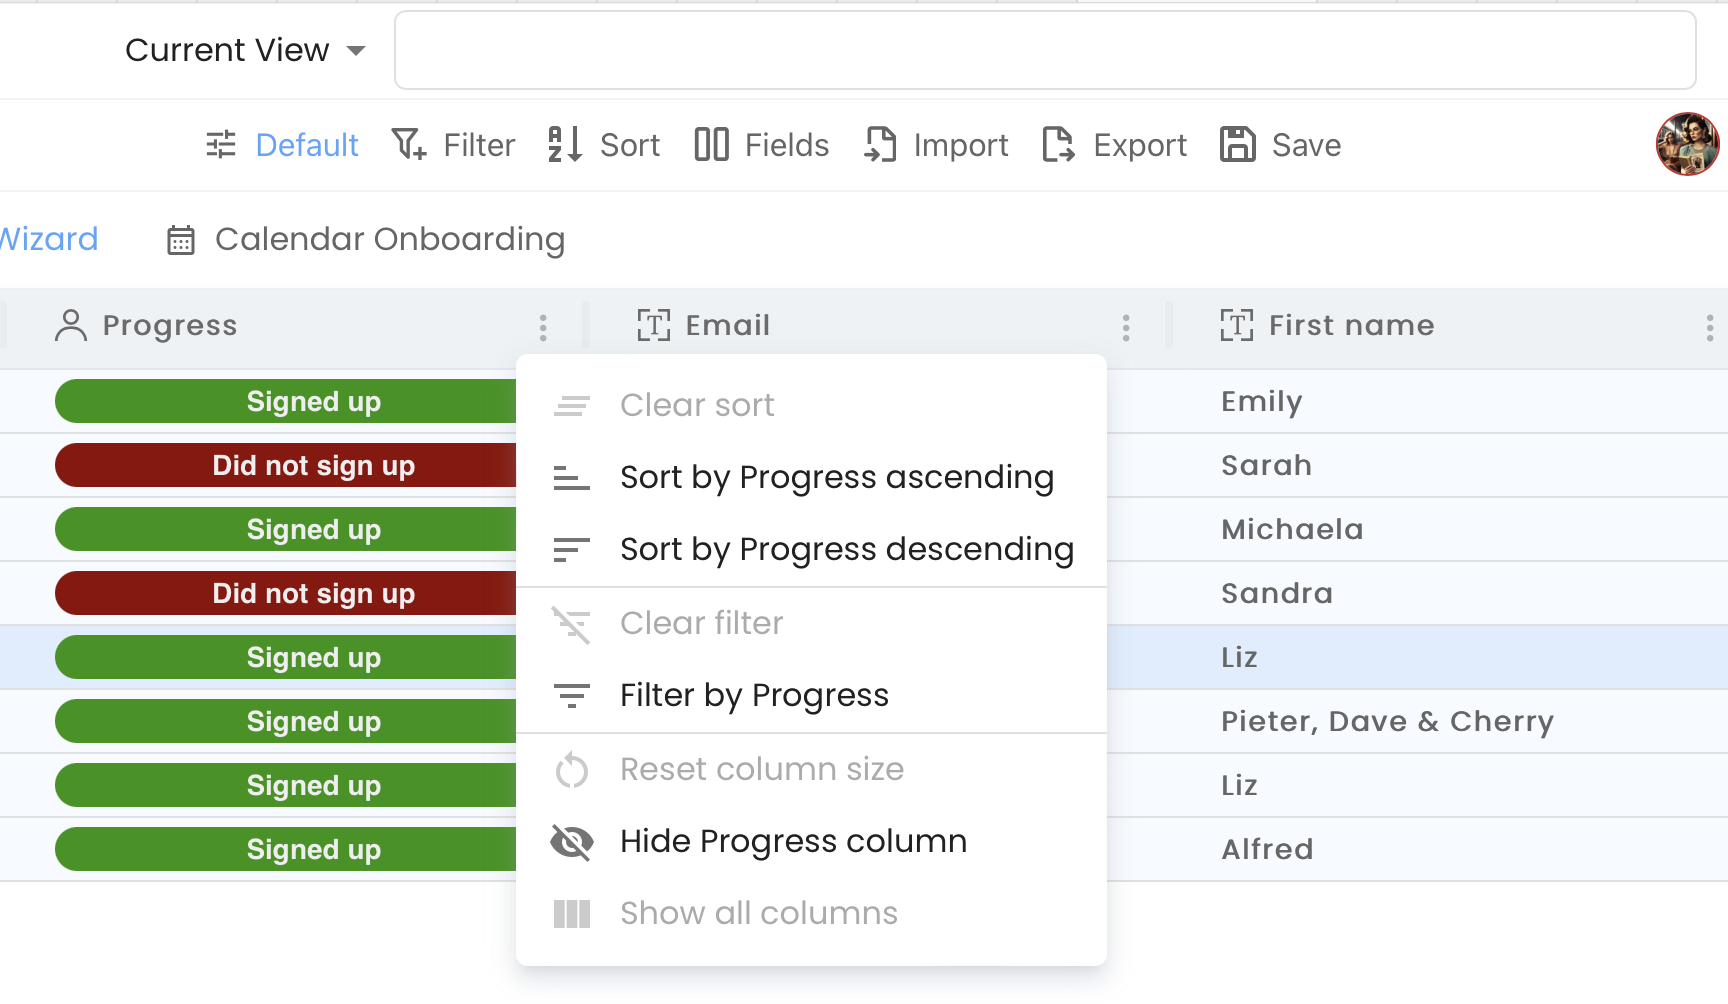 Current View
Default Filter Sort Fields Import Export Save
Wizard Calendar Onboarding
Progress Email First name
Signed up Emily
Did not sign up Sarah
Signed up Michaela
Did not sign up Sandra
Signed up Liz
Signed up Pieter, Dave & Cherry
Signed up Liz
Signed up Alfred
Clear sort
Sort by Progress ascending
Sort by Progress descending
Clear filter
Filter by Progress
Reset column size
Hide Progress column
Show all columns